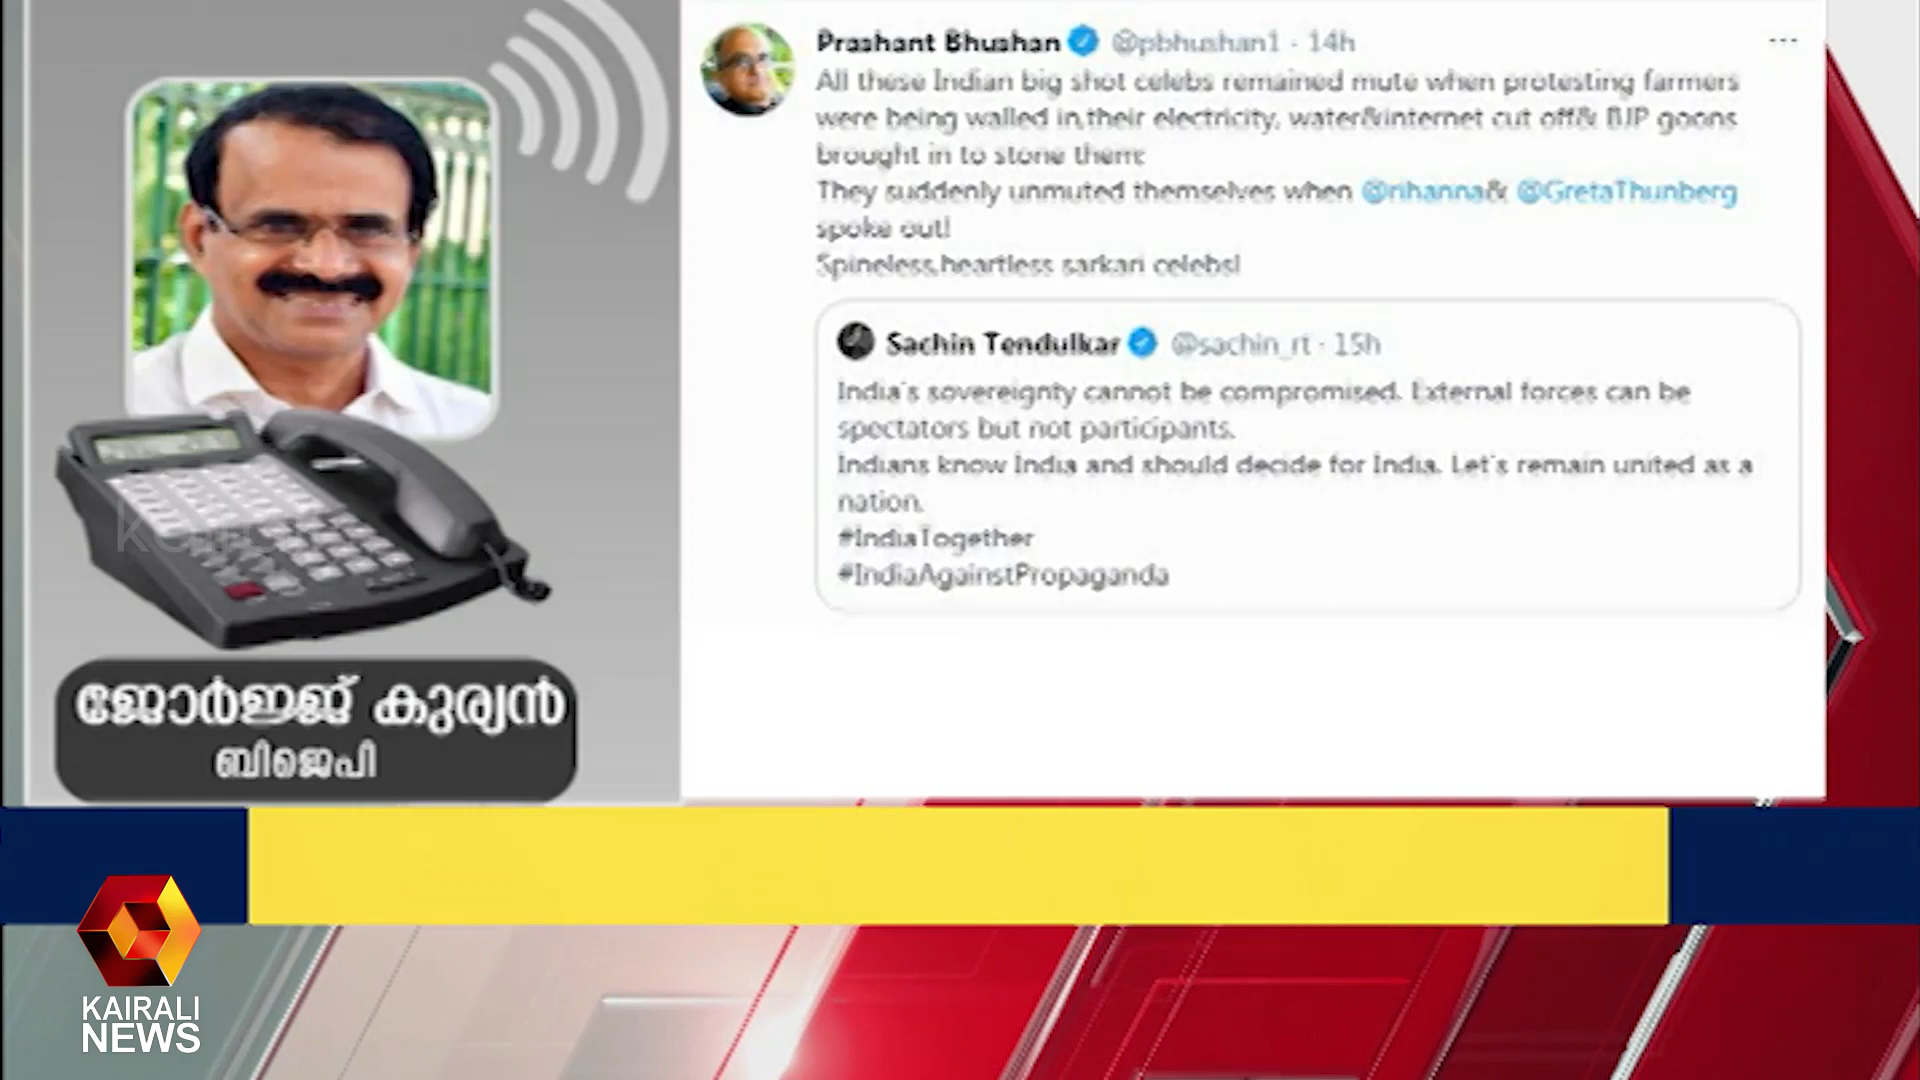 Prashant Bhushan @pbhushan1 · 14h
All these Indian big shot celebs remained mute when protesting farmers
were being walled in,their electricity, water&internet cut off& BJP goons
brought in to stone them:
They suddenly unmuted themselves when @rihanna& @GretaThunberg
spoke out!
Spineless,heartless sarkari celebs!
Sachin Tendulkar @sachin_rt · 15h
India's sovereignty cannot be compromised. External forces can be
spectators but not participants.
Indians know India and should decide for India. Let's remain united as a
nation.
#IndiaTogether
#IndiaAgainstPropaganda
ജോർജ്ജ് കുര്യൻ
ബിജെപി
KAIRALI
NEWS